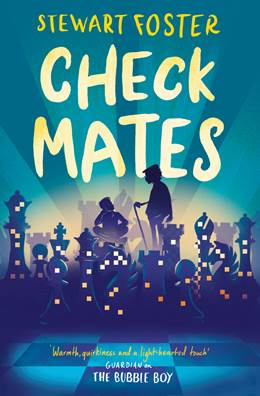 STEWART FOSTER
CHECK
MATES
'Warmth, quirkiness and a light-hearted touch'
GUARDIAN on
THE BUBBLE BOY